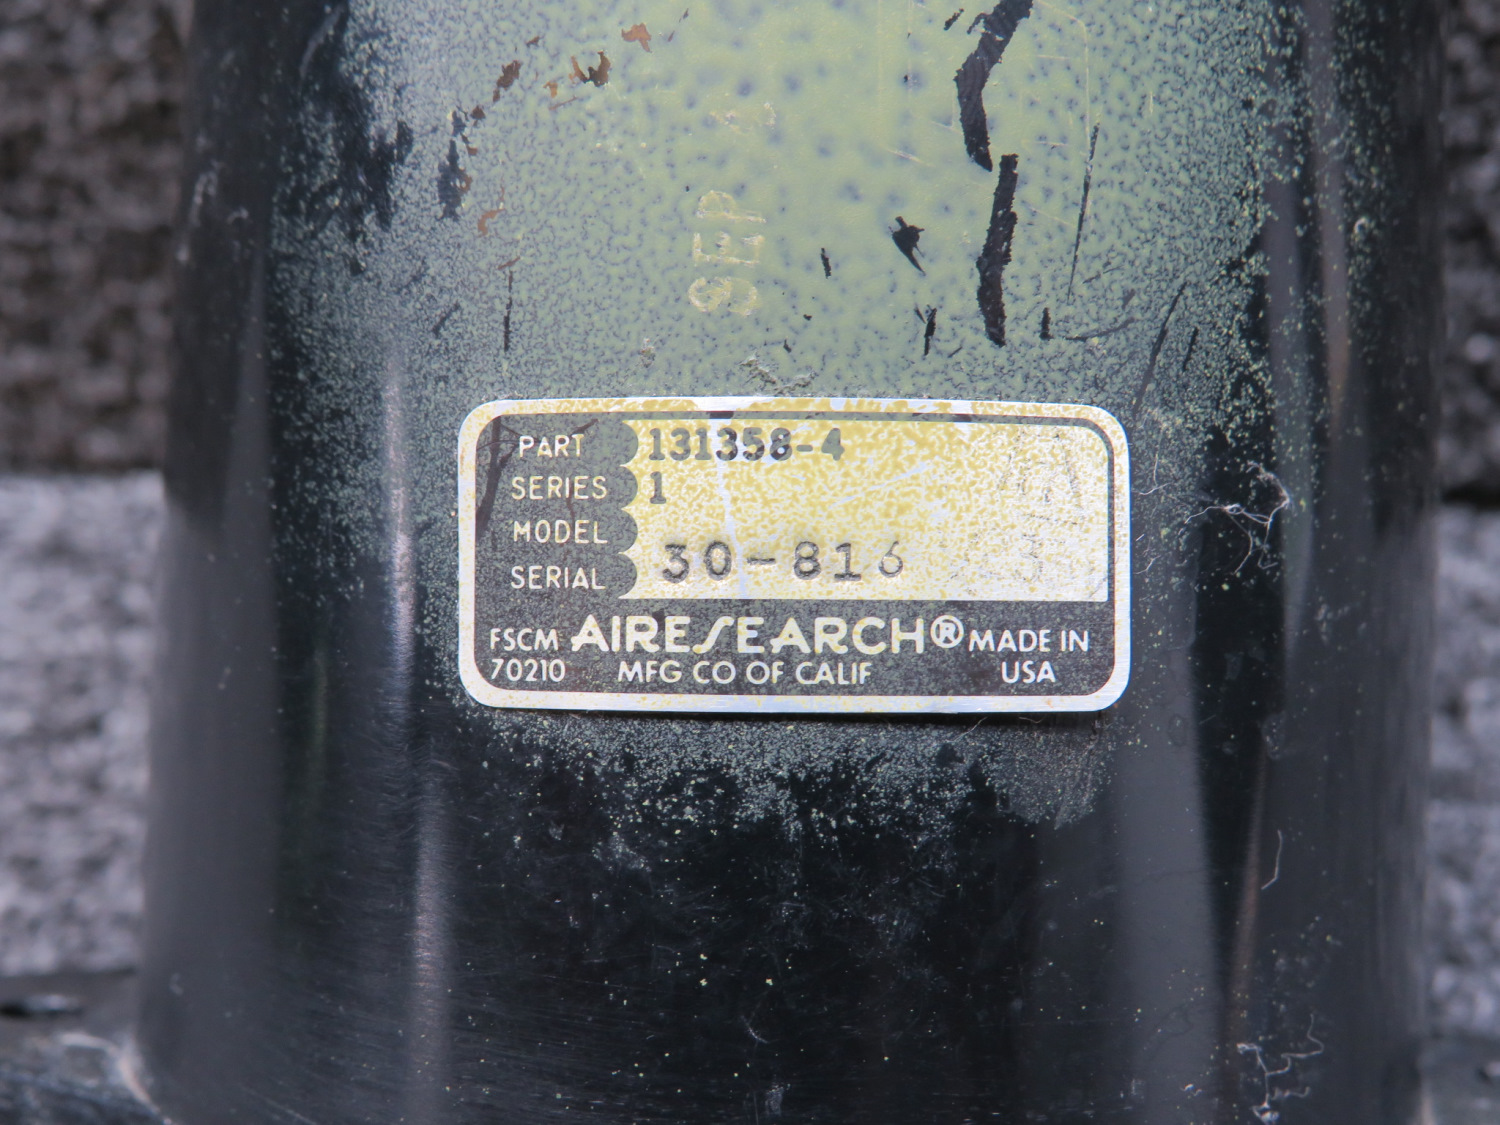 SEP
PART 131358-4
SERIES 1
MODEL
SERIAL 30-816
FSCM AIRESEARCH® MADE IN
70210 MFG CO OF CALIF USA